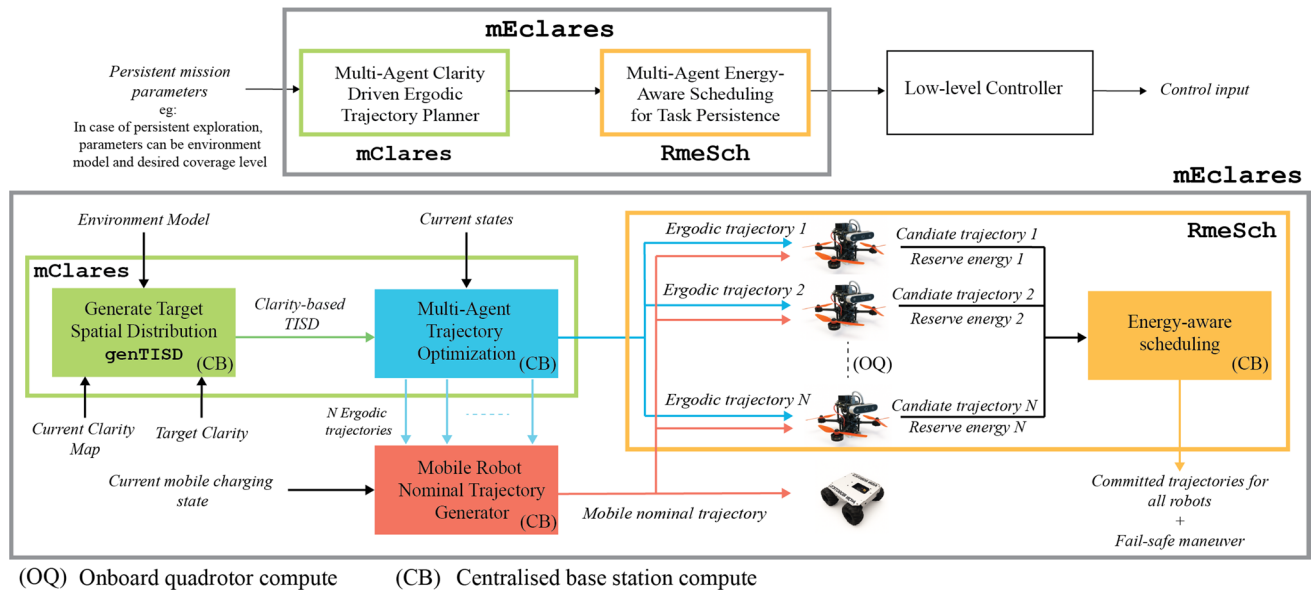 mEclares
Persistent mission
parameters
eg:
In case of persistent exploration,
parameters can be environment
model and desired coverage level
Multi-Agent Clarity
Driven Ergodic
Trajectory Planner
mClares
Multi-Agent Energy-
Aware Scheduling
for Task Persistence
RmeSch
Low-level Controller
Control input
mEclares
Environment Model
Current states
mClares
Generate Target
Spatial Distribution
genTISD
(CB)
Clarity-based
TISD
Multi-Agent
Trajectory
Optimization
(CB)
Current Clarity
Map
Target Clarity
N Ergodic
trajectories
Current mobile charging
state
Mobile Robot
Nominal Trajectory
Generator
(CB)
Mobile nominal trajectory
RmeSch
Ergodic trajectory 1
Candiate trajectory 1
Reserve energy 1
Ergodic trajectory 2
Candiate trajectory 2
Reserve energy 2
(OQ)
Ergodic trajectory N
Candiate trajectory N
Reserve energy N
Energy-aware
scheduling
(CB)
Committed trajectories for
all robots
+
Fail-safe maneuver
(OQ) Onboard quadrotor compute
(CB) Centralised base station compute